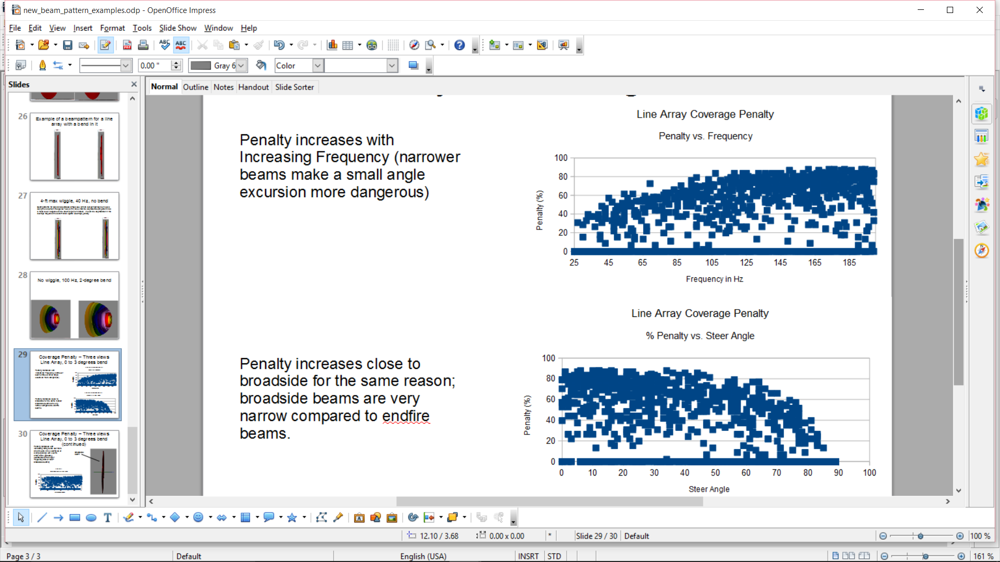 new_beam_pattern_examples.odp - OpenOffice Impress
File Edit View Insert Format Tools Slide Show Window Help
0.00 " Gray 6 Color
Slides
Normal Outline Notes Handout Slide Sorter
26
Example of a beampattern for a line
array with a bend in it
27
4-ft max wiggle, 40 Hz, no bend
28
No wiggle, 100 Hz, 2-degree bend
29
Coverage Penalty – Three views
Line Array, 0 to 3 degrees bend
30
Coverage Penalty – Three views
Line Array, 0 to 3 degrees bend
(continued)
Penalty increases with
Increasing Frequency (narrower
beams make a small angle
excursion more dangerous)
Line Array Coverage Penalty
Penalty vs. Frequency
100
80
60
40
20
0
Penalty (%)
25 45 65 85 105 125 145 165 185
Frequency in Hz
Penalty increases close to
broadside for the same reason;
broadside beams are very
narrow compared to endfire
beams.
Line Array Coverage Penalty
% Penalty vs. Steer Angle
100
80
60
40
20
0
Penalty (%)
0 10 20 30 40 50 60 70 80 90 100
Steer Angle
12.10 / 3.68 0.00 x 0.00 * Slide 29 / 30 Default 100 %
Page 3 / 3 Default English (USA) INSRT STD 161 %